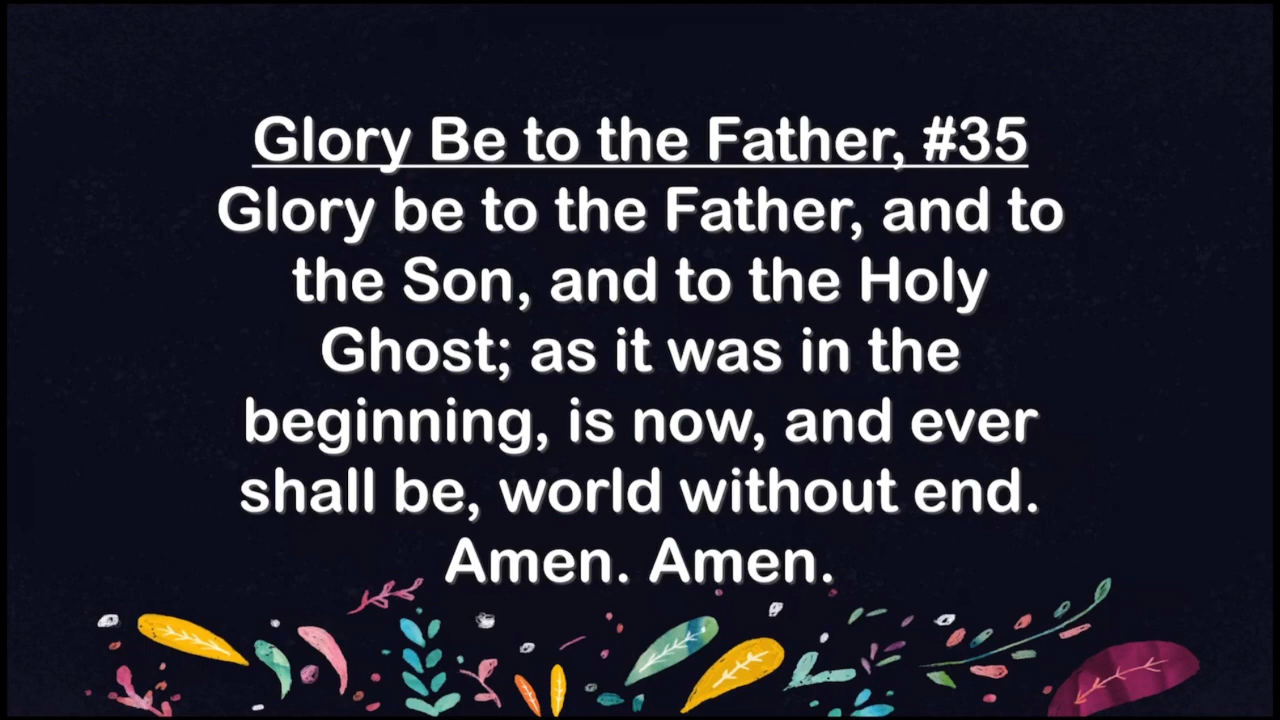 Glory Be to the Father, #35
Glory be to the Father, and to
the Son, and to the Holy
Ghost; as it was in the
beginning, is now, and ever
shall be, world without end.
Amen. Amen.